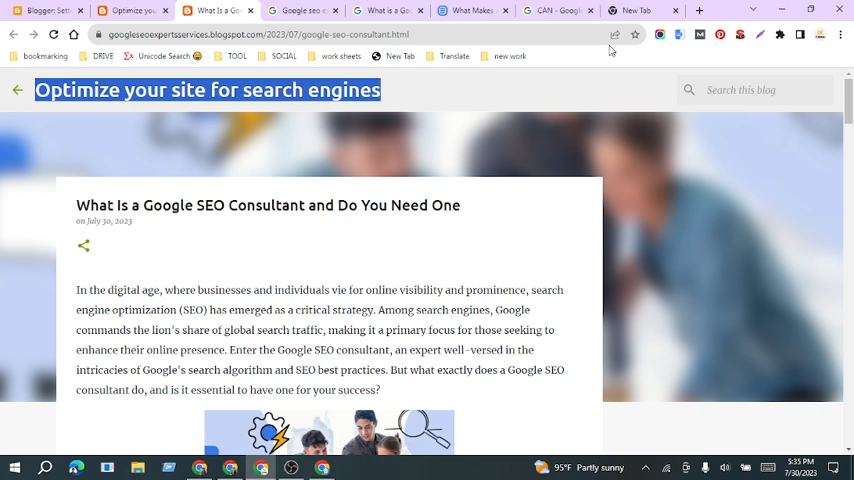 Blogger: Sett
Optimize you
What Is a Goo
Google seo e
What is a Goo
What Makes
CAN - Google
New Tab
googleseoexpertsservices.blogspot.com/2023/07/google-seo-consultant.html
bookmarking
DRIVE
Unicode Search
TOOL
SOCIAL
work sheets
New Tab
Translate
new work
Optimize your site for search engines
Search this blog
What Is a Google SEO Consultant and Do You Need One
on July 30, 2023
In the digital age, where businesses and individuals vie for online visibility and prominence, search
engine optimization (SEO) has emerged as a critical strategy. Among search engines, Google
commands the lion's share of global search traffic, making it a primary focus for those seeking to
enhance their online presence. Enter the Google SEO consultant, an expert well-versed in the
intricacies of Google's search algorithm and SEO best practices. But what exactly does a Google SEO
consultant do, and is it essential to have one for your success?
95°F Partly sunny
5:35 PM
7/30/2023